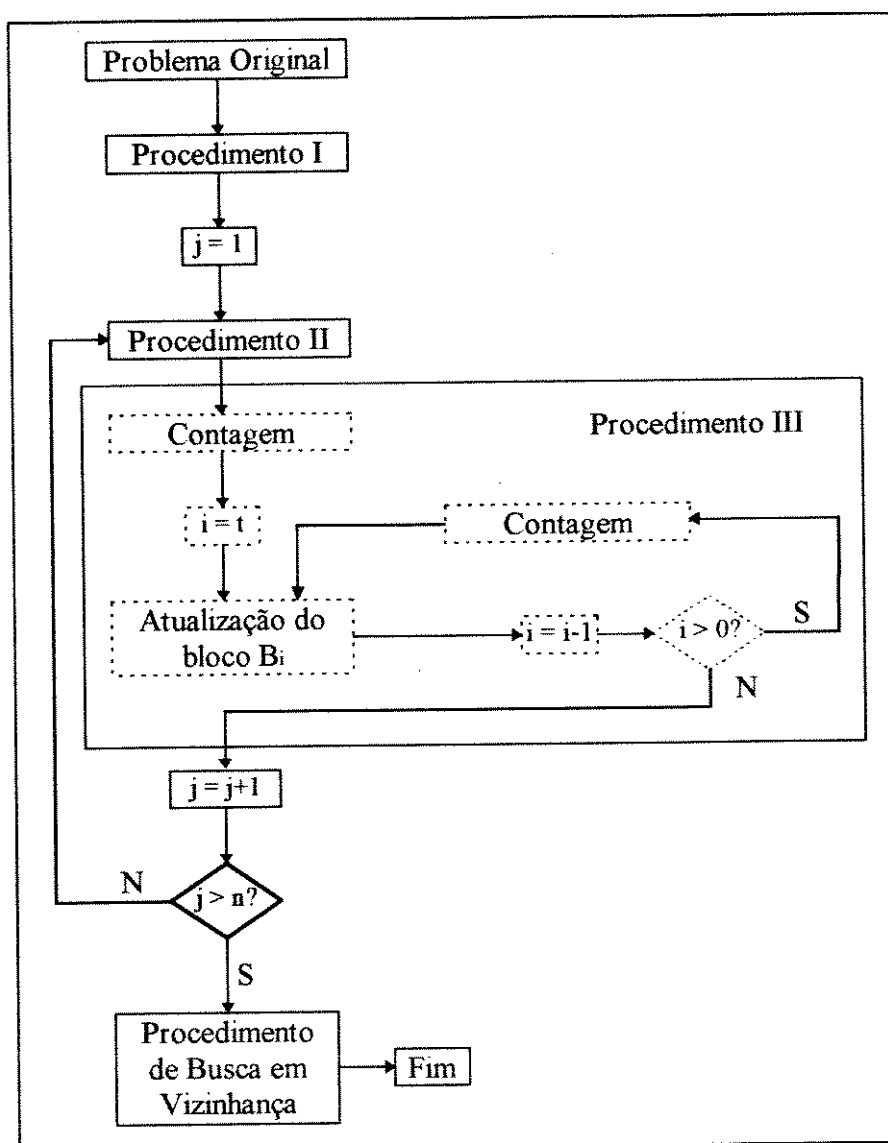 Problema Original
Procedimento I
j = 1
Procedimento II
Procedimento III
Contagem
i = t
Contagem
Atualização do
bloco Bi
i = i-1
i > 0?
S
N
j = j+1
N
j > n?
S
Procedimento
de Busca em
Vizinhança
Fim